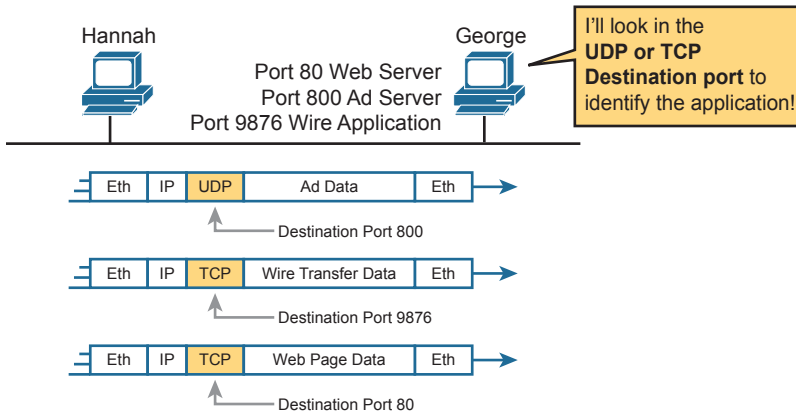 Hannah
George
I'll look in the
UDP or TCP
Destination port to
identify the application!
Port 80 Web Server
Port 800 Ad Server
Port 9876 Wire Application
Eth IP UDP Ad Data Eth
Destination Port 800
Eth IP TCP Wire Transfer Data Eth
Destination Port 9876
Eth IP TCP Web Page Data Eth
Destination Port 80